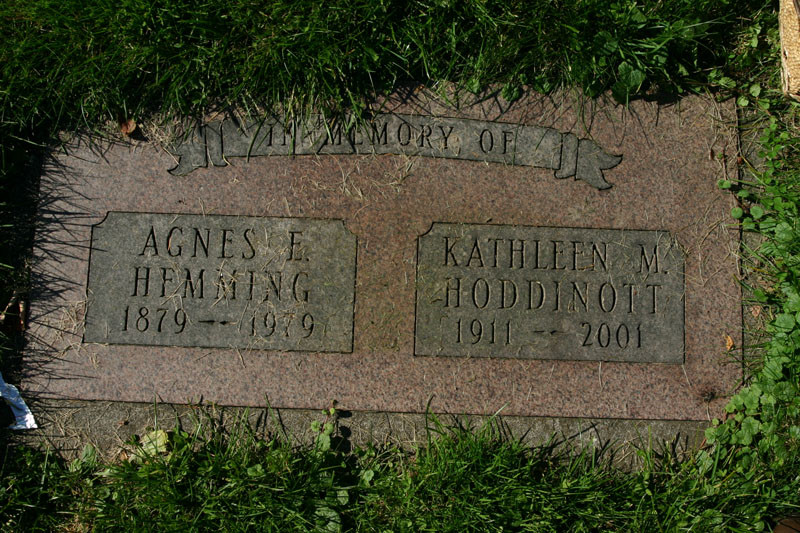 IN MEMORY OF
AGNES E.
HEMMING
1879 — 1979
KATHLEEN M.
HODDINOTT
1911 — 2001